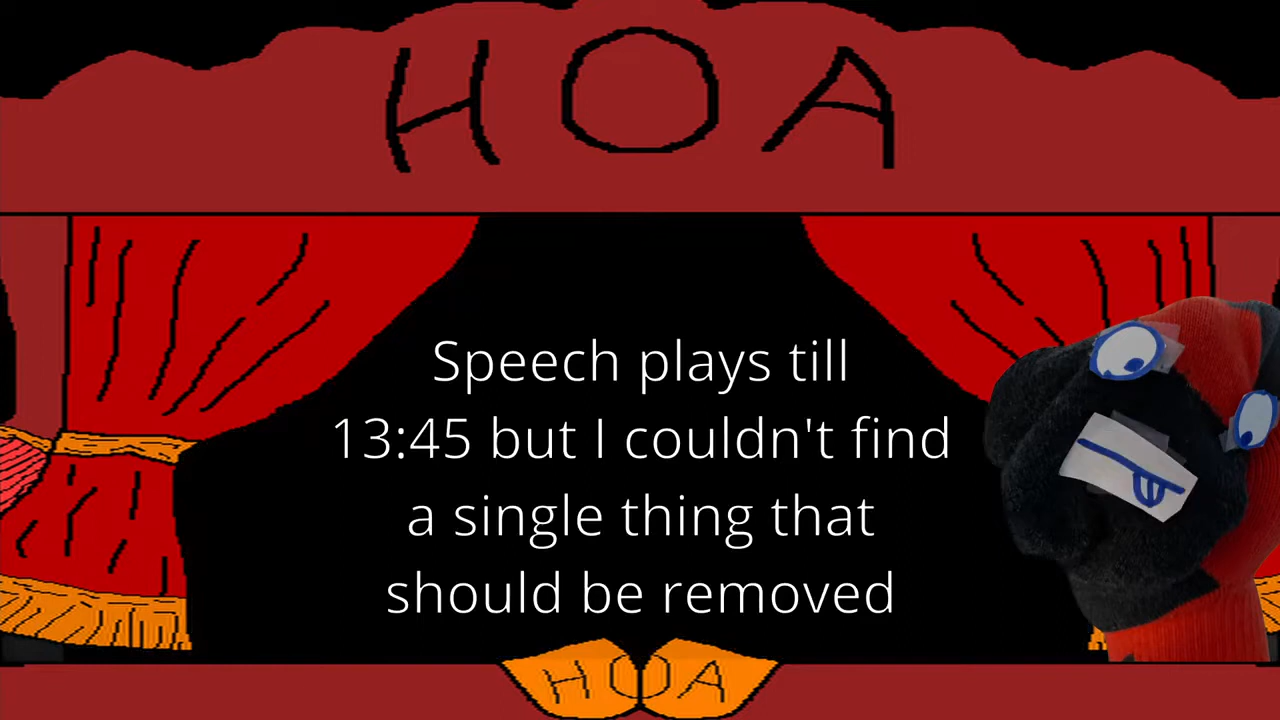 HOA
Speech plays till
13:45 but I couldn't find
a single thing that
should be removed
HOA